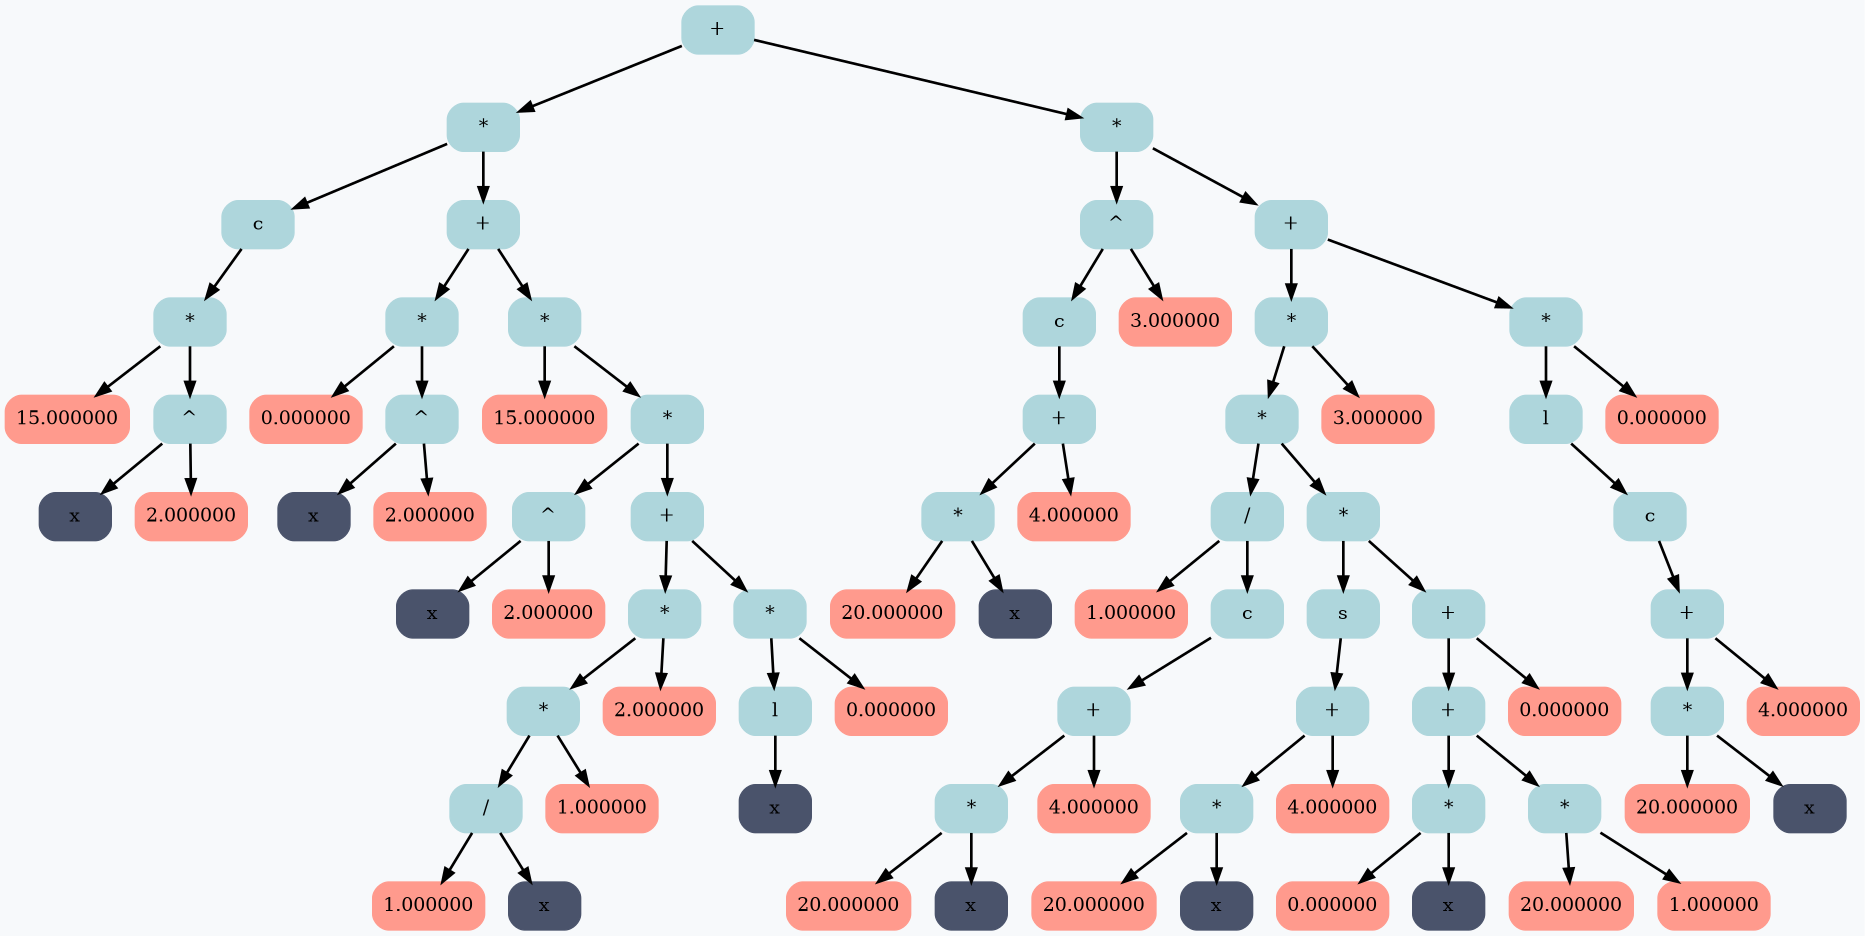 +
* *
c + ^ +
* * * c 3.000000 * *
15.000000 ^ 0.000000 ^ 15.000000 * + * 3.000000 l 0.000000
x 2.000000 x 2.000000 ^ + * 4.000000 / * c
x 2.000000 * * 20.000000 x 1.000000 c s + +
* 2.000000 l 0.000000 + + + 0.000000 * 4.000000
/ 1.000000 x * 4.000000 * 4.000000 * * 20.000000 x
1.000000 x 20.000000 x 20.000000 x 0.000000 x 20.000000 1.000000